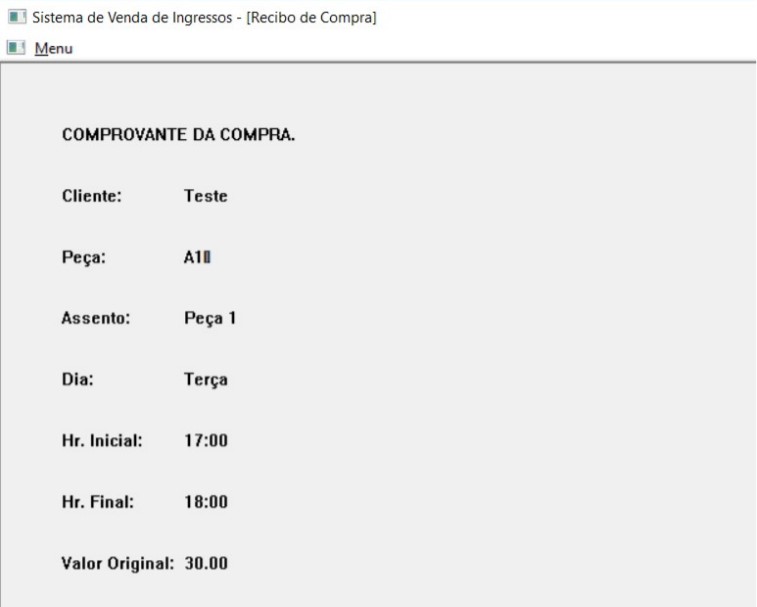 Sistema de Venda de Ingressos - [Recibo de Compra]
Menu
COMPROVANTE DA COMPRA.
Cliente: Teste
Peça: A1
Assento: Peça 1
Dia: Terça
Hr. Inicial: 17:00
Hr. Final: 18:00
Valor Original: 30.00